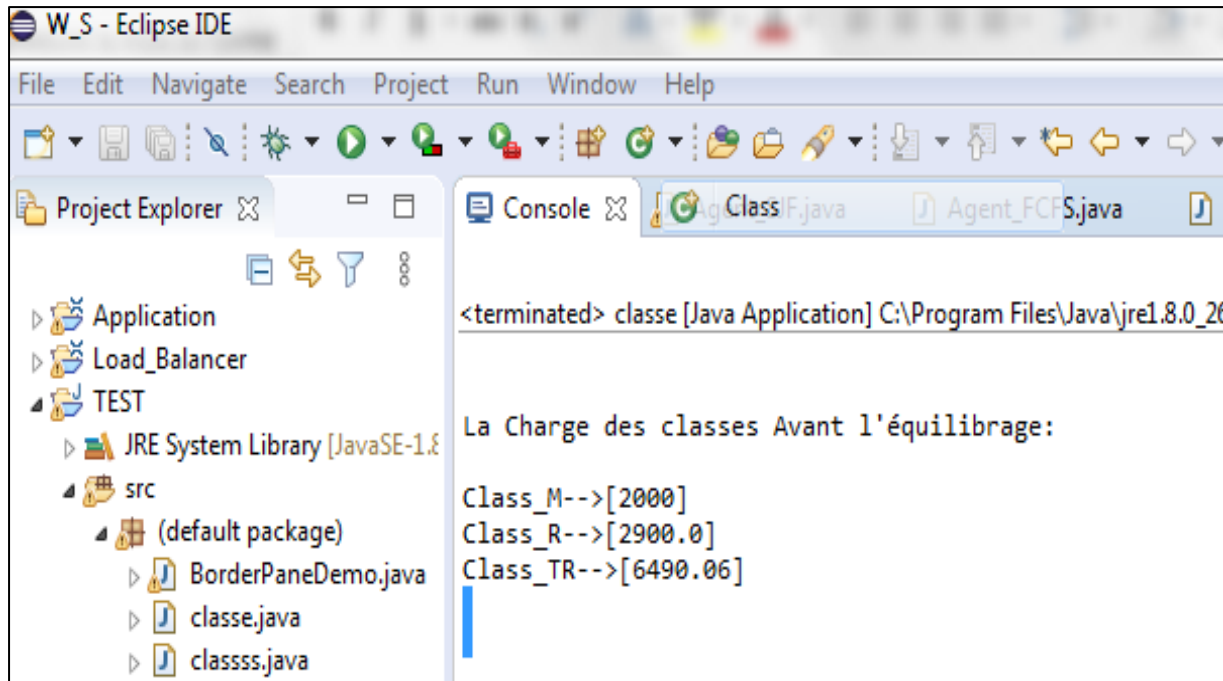 W_S - Eclipse IDE
File Edit Navigate Search Project Run Window Help
Project Explorer
Console
Class
JF.java
Agent_FCFS.java
Application
Load_Balancer
TEST
JRE System Library [JavaSE-1.8
src
(default package)
BorderPaneDemo.java
classe.java
classss.java
<terminated> classe [Java Application] C:\Program Files\Java\jre1.8.0_26
La Charge des classes Avant l'équilibrage:
Class_M-->[2000]
Class_R-->[2900.0]
Class_TR-->[6490.06]